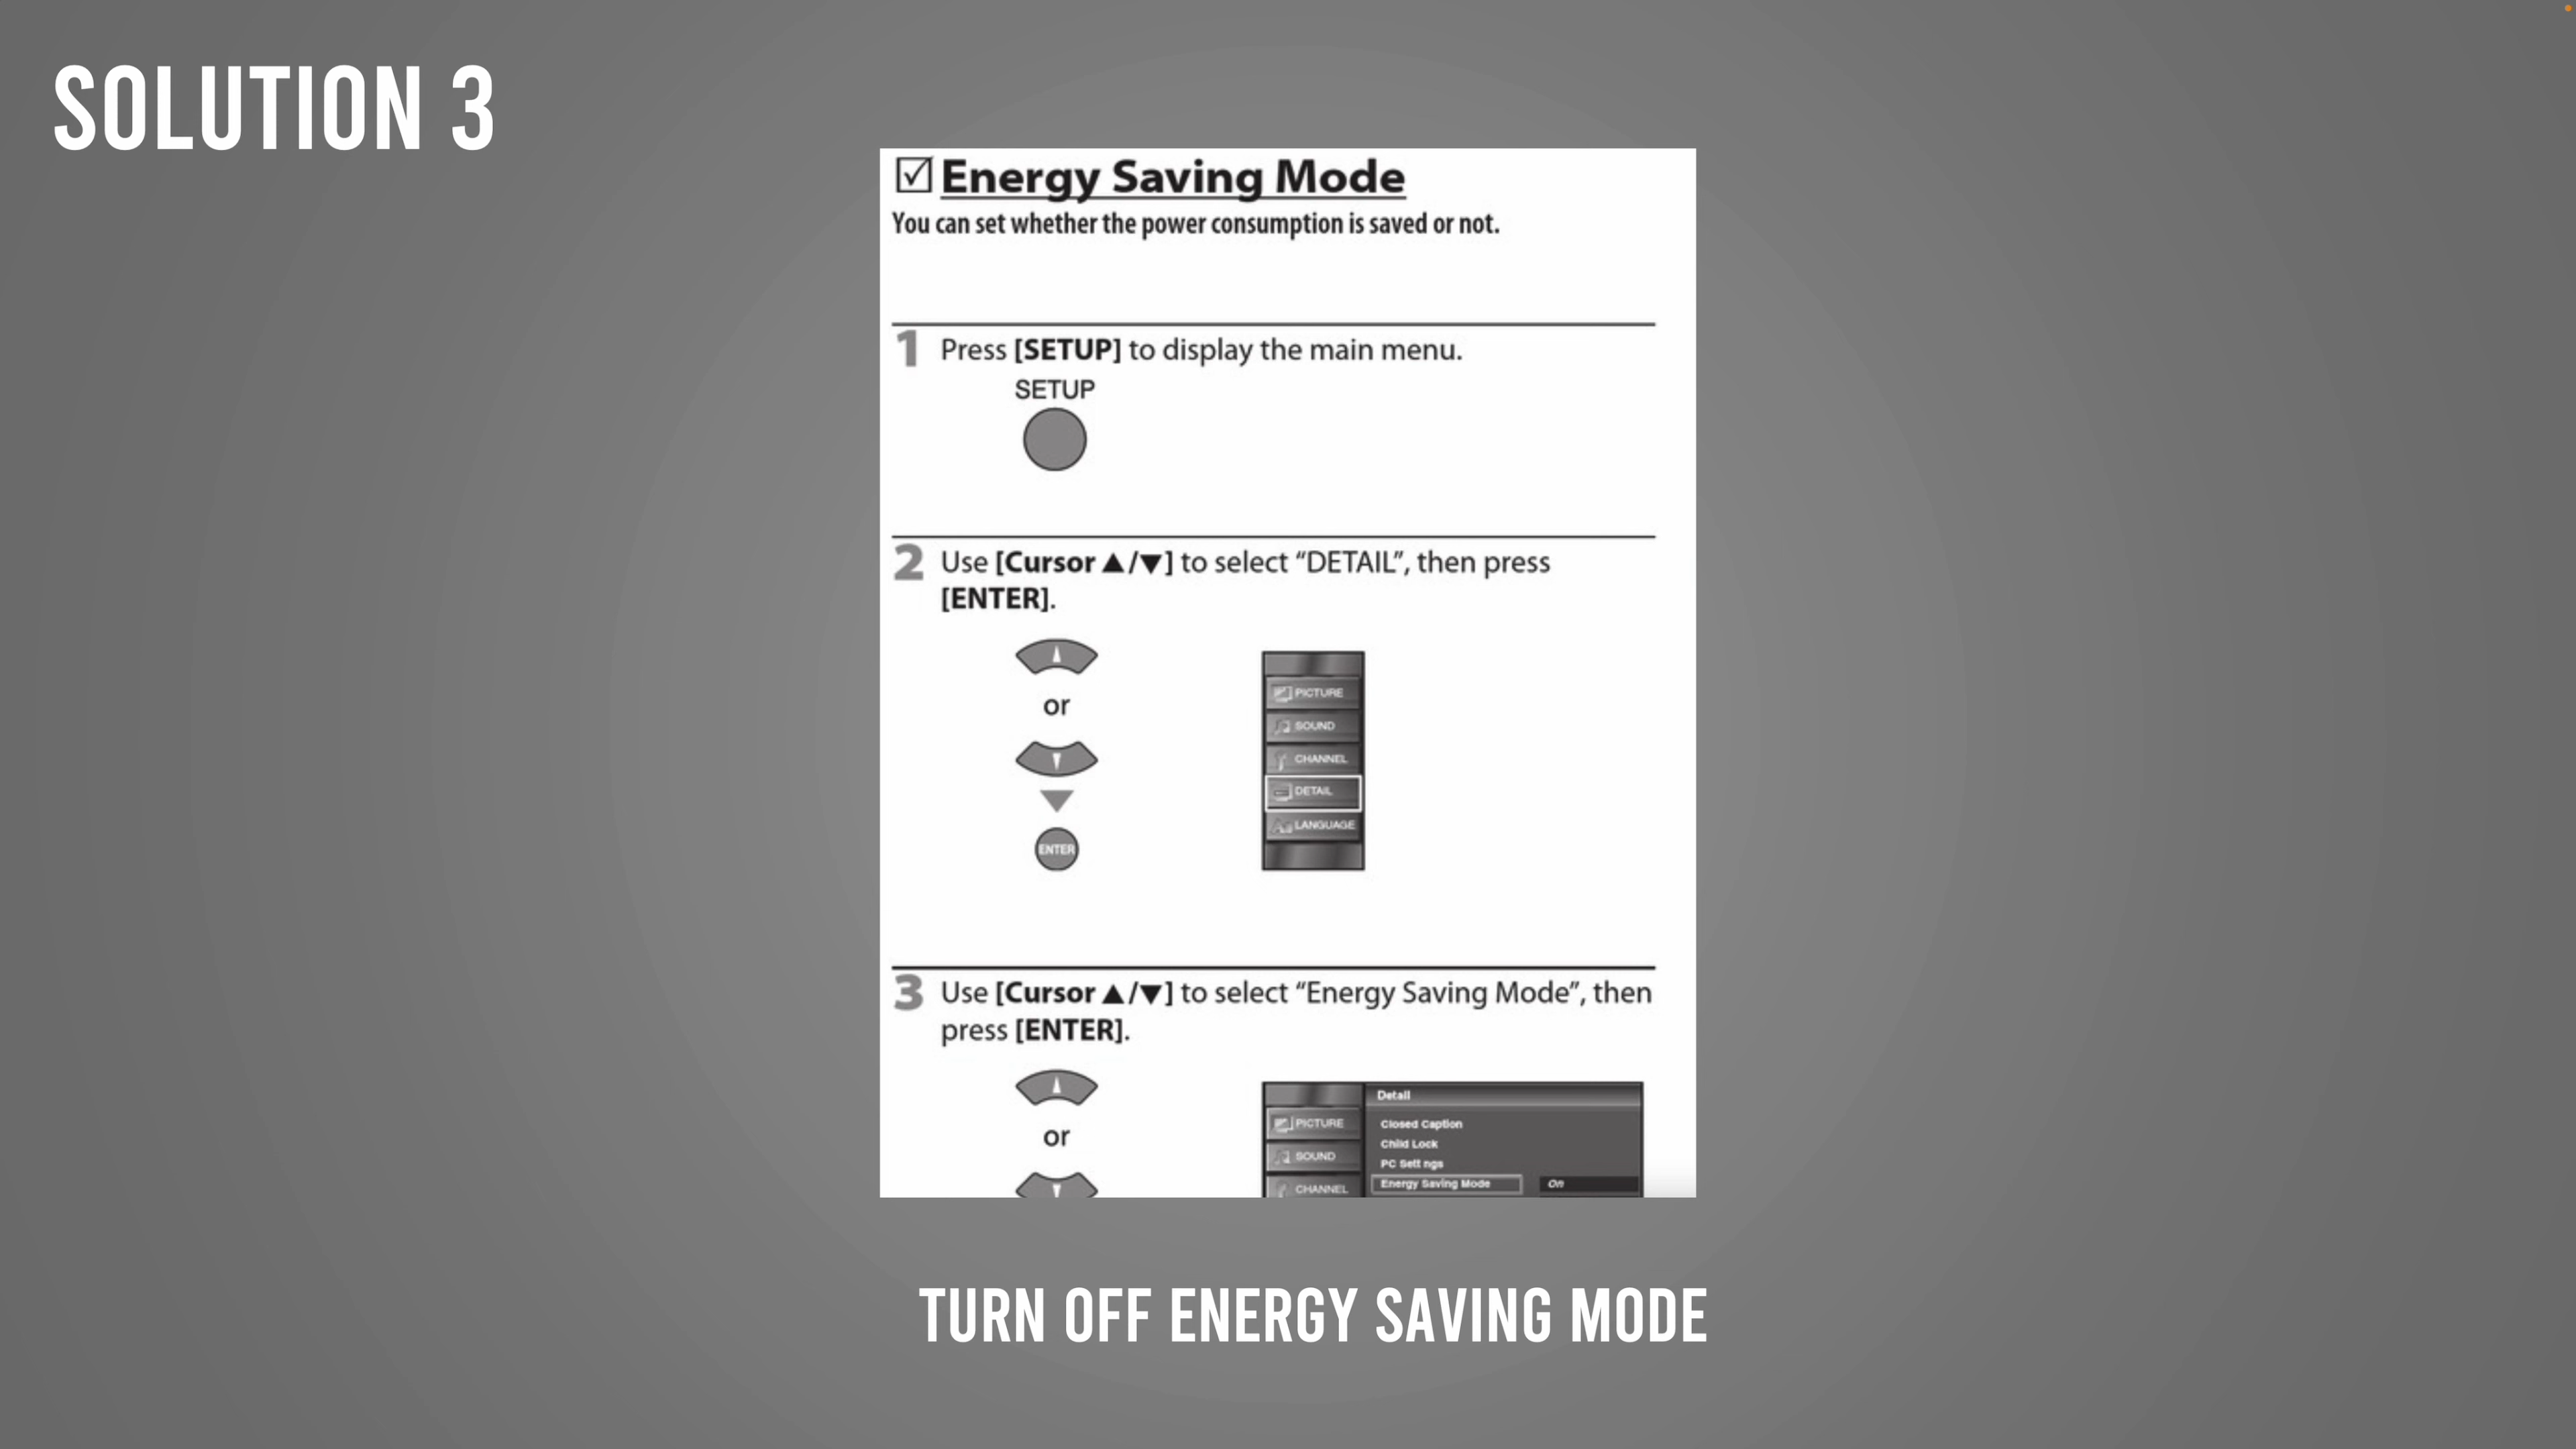 SOLUTION 3
Energy Saving Mode
You can set whether the power consumption is saved or not.
1 Press [SETUP] to display the main menu.
SETUP
2 Use [Cursor ▲/▼] to select “DETAIL”, then press
[ENTER].
or
ENTER
PICTURE
SOUND
CHANNEL
DETAIL
LANGUAGE
3 Use [Cursor ▲/▼] to select “Energy Saving Mode”, then
press [ENTER].
or
PICTURE
SOUND
CHANNEL
Detail
Closed Caption
Child Lock
PC Sett ngs
Energy Saving Mode On
TURN OFF ENERGY SAVING MODE